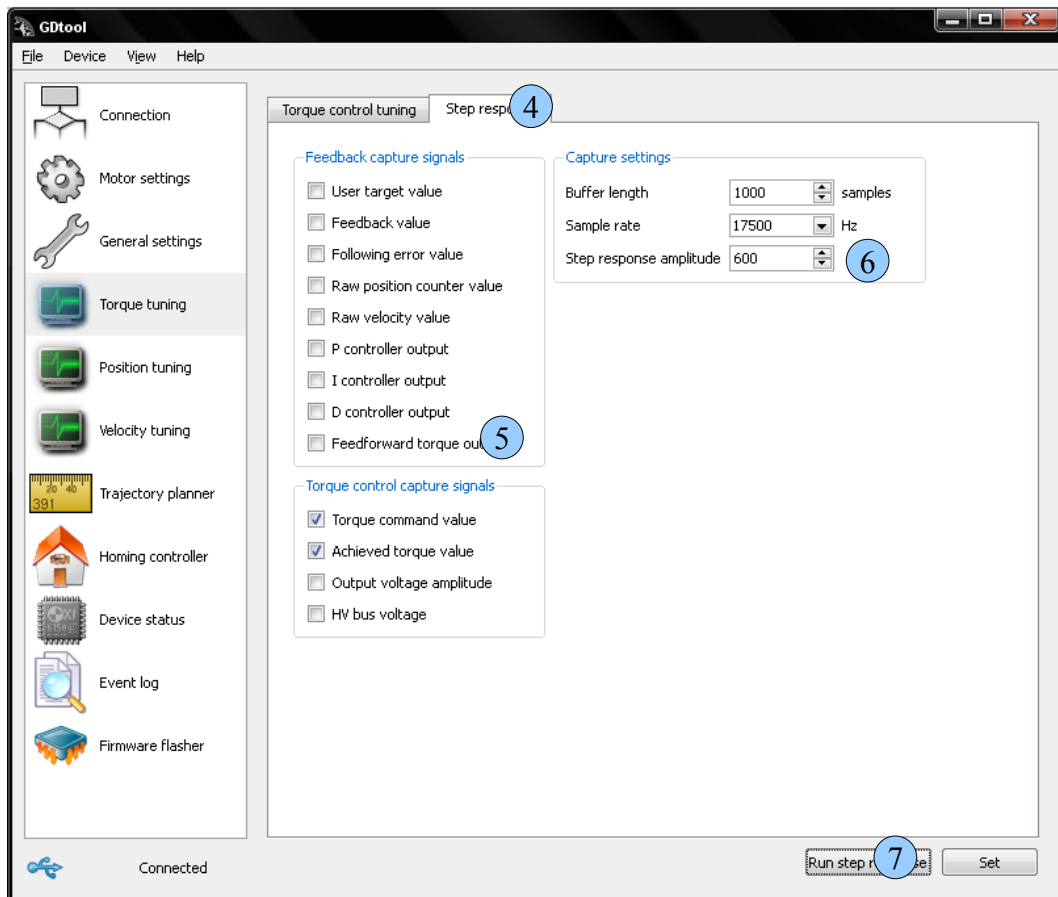 GDtool
File Device View Help
Connection
Motor settings
General settings
Torque tuning
Position tuning
Velocity tuning
20 40
391
Trajectory planner
Homing controller
XI
6150
Device status
Event log
Firmware flasher
Connected
Torque control tuning
Step resp 4
Feedback capture signals
User target value
Feedback value
Following error value
Raw position counter value
Raw velocity value
P controller output
I controller output
D controller output
Feedforward torque 5
Torque control capture signals
Torque command value
Achieved torque value
Output voltage amplitude
HV bus voltage
Capture settings
Buffer length 1000 samples
Sample rate 17500 Hz
Step response amplitude 600 6
Run step 7
Set